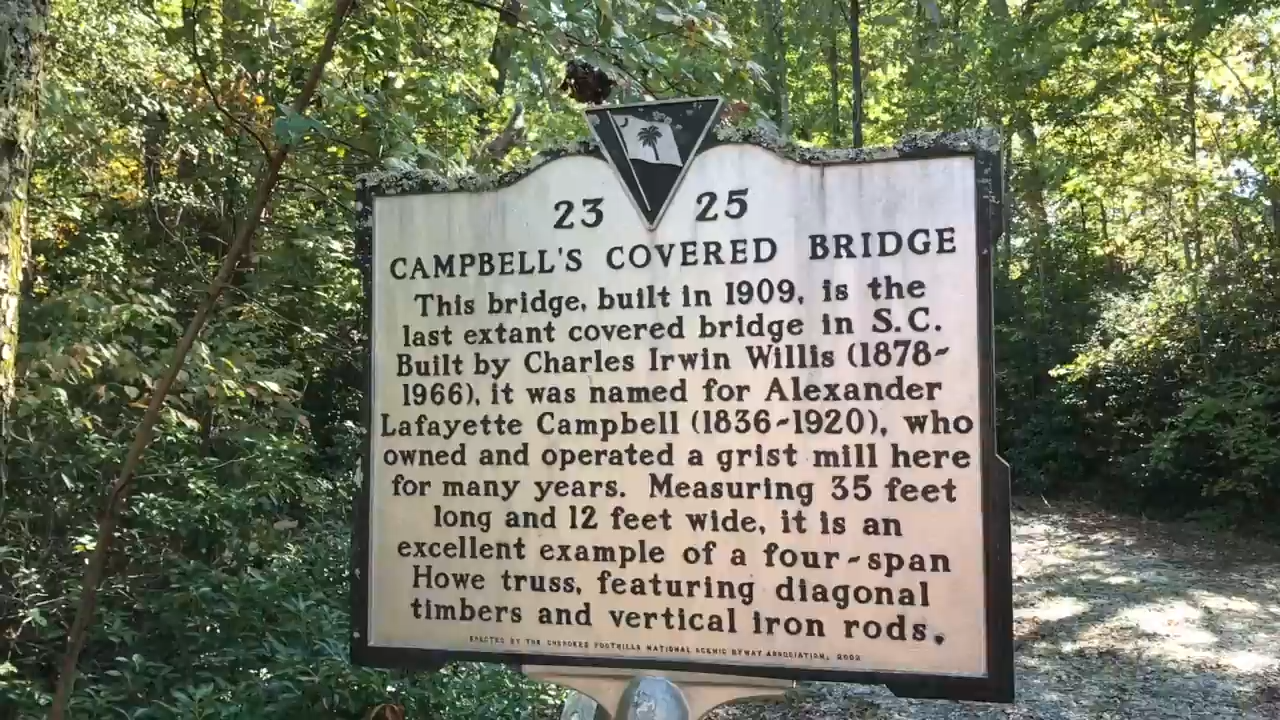 23 25
CAMPBELL'S COVERED BRIDGE
This bridge, built in 1909, is the
last extant covered bridge in S.C.
Built by Charles Irwin Willis (1878-
1966), it was named for Alexander
Lafayette Campbell (1836-1920), who
owned and operated a grist mill here
for many years. Measuring 35 feet
long and 12 feet wide, it is an
excellent example of a four-span
Howe truss, featuring diagonal
timbers and vertical iron rods.
ERECTED BY THE CHEROKEE FOOTHILLS NATIONAL SCENIC BYWAY ASSOCIATION, 2002